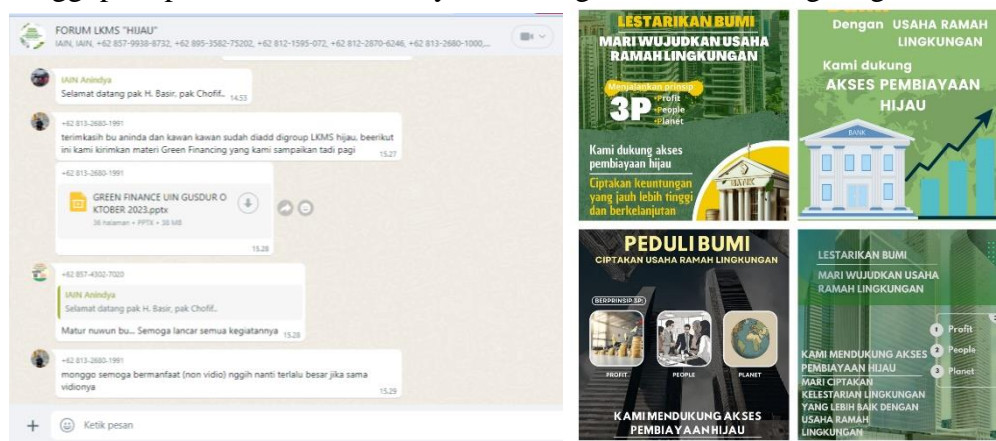 FORUM LKMS "HIJAU"
IAIN, IAIN, +62 857-9938-8732, +62 895-3582-75202, +62 812-1595-072, +62 812-2870-6246, +62 813-2680-1000,...
IAIN Anindya
Selamat datang pak H. Basir, pak Chofif..
14.53
+62 813-2680-1991
terimkasih bu aninda dan kawan kawan sudah diadd digroup LKMS hijau, beerikut
ini kami kirimkan materi Green Financing yang kami sampaikan tadi pagi
15.27
+62 813-2680-1991
GREEN FINANCE UIN GUSDUR O
KTOBER 2023.pptx
38 halaman • PPTX • 38 MB
15.28
+62 857-4302-7020
IAIN Anindya
Selamat datang pak H. Basir, pak Chofif..
Matur nuwun bu... Semoga lancar semua kegiatannya
15.28
+62 813-2680-1991
monggo semoga bermanfaat (non vidio) nggih nanti terlalu besar jika sama
vidionya
15.29
Ketik pesan
LESTARIKAN BUMI
MARI WUJUDKAN USAHA
RAMAH LINGKUNGAN
Menjalankan prinsip
3P
Profit
People
Planet
Kami dukung akses
pembiayaan hijau
Ciptakan keuntungan
yang jauh lebih tinggi
dan berkelanjutan
BANK
Dengan USAHA RAMAH
LINGKUNGAN
Kami dukung
AKSES PEMBIAYAAN
HIJAU
BANK
PEDULI BUMI
CIPTAKAN USAHA RAMAH LINGKUNGAN
BERPRINSIP 3P:
PROFIT
PEOPLE
PLANET
KAMI MENDUKUNG AKSES
PEMBIAYAAN HIJAU
LESTARIKAN BUMI
MARI WUJUDKAN USAHA
RAMAH LINGKUNGAN
1 Profit
2 People
3 Planet
KAMI MENDUKUNG AKSES
PEMBIAYAAN HIJAU
MARI CIPTAKAN
KELESTARIAN LINGKUNGAN
YANG LEBIH BAIK DENGAN
USAHA RAMAH
LINGKUNGAN